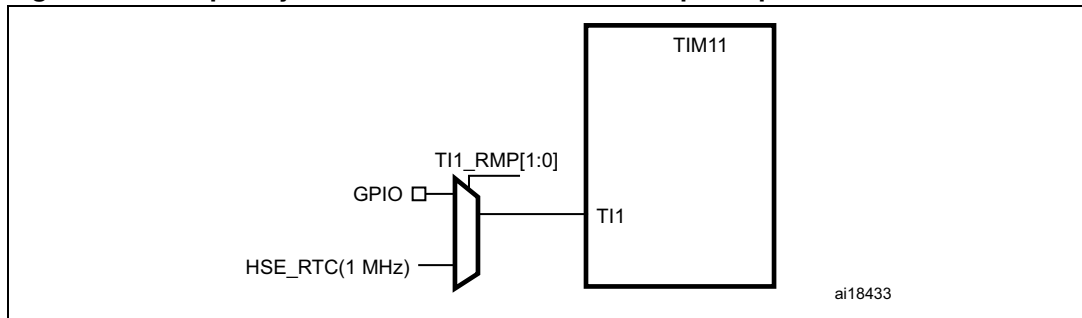 TIM11
TI1_RMP[1:0]
GPIO
TI1
HSE_RTC(1 MHz)
ai18433